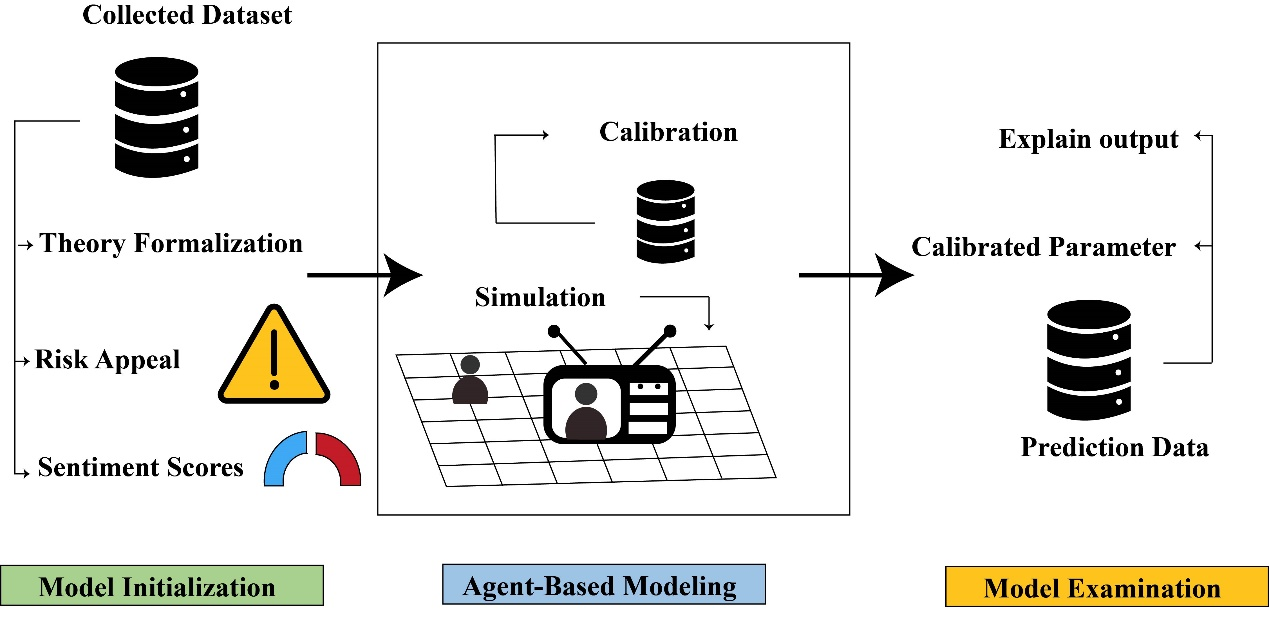 Collected Dataset
Theory Formalization
Risk Appeal
Sentiment Scores
Calibration
Simulation
Explain output
Calibrated Parameter
Prediction Data
Model Initialization
Agent-Based Modeling
Model Examination